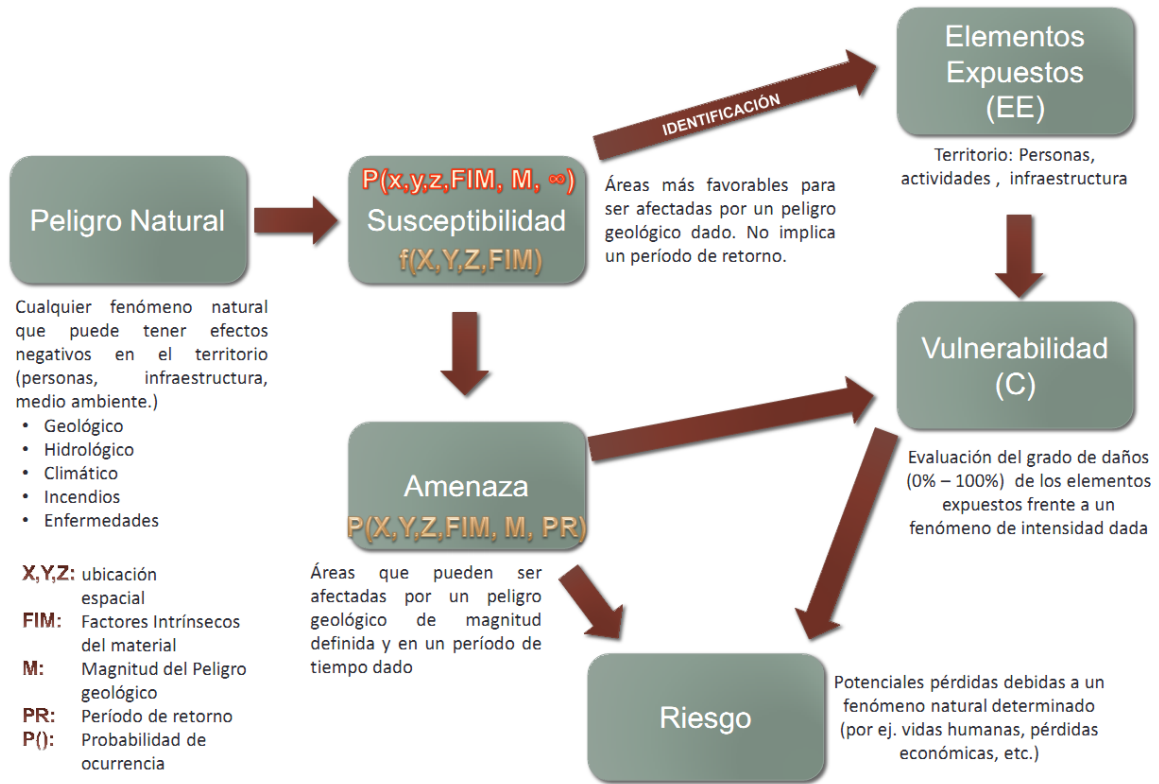 Peligro Natural
Cualquier fenómeno natural
que puede tener efectos
negativos en el territorio
(personas, infraestructura,
medio ambiente.)
• Geológico
• Hidrológico
• Climático
• Incendios
• Enfermedades
X,Y,Z: ubicación
espacial
FIM: Factores Intrínsecos
del material
M: Magnitud del Peligro
geológico
PR: Período de retorno
P(): Probabilidad de
ocurrencia
P(x,y,z,FIM, M, ∞)
Susceptibilidad
f(X,Y,Z,FIM)
IDENTIFICACIÓN
Áreas más favorables para
ser afectadas por un peligro
geológico dado. No implica
un período de retorno.
Elementos
Expuestos
(EE)
Territorio: Personas,
actividades , infraestructura
Vulnerabilidad
(C)
Evaluación del grado de daños
(0% – 100%) de los elementos
expuestos frente a un
fenómeno de intensidad dada
Amenaza
P(X,Y,Z,FIM, M, PR)
Áreas que pueden ser
afectadas por un peligro
geológico de magnitud
definida y en un período de
tiempo dado
Riesgo
Potenciales pérdidas debidas a un
fenómeno natural determinado
(por ej. vidas humanas, pérdidas
económicas, etc.)